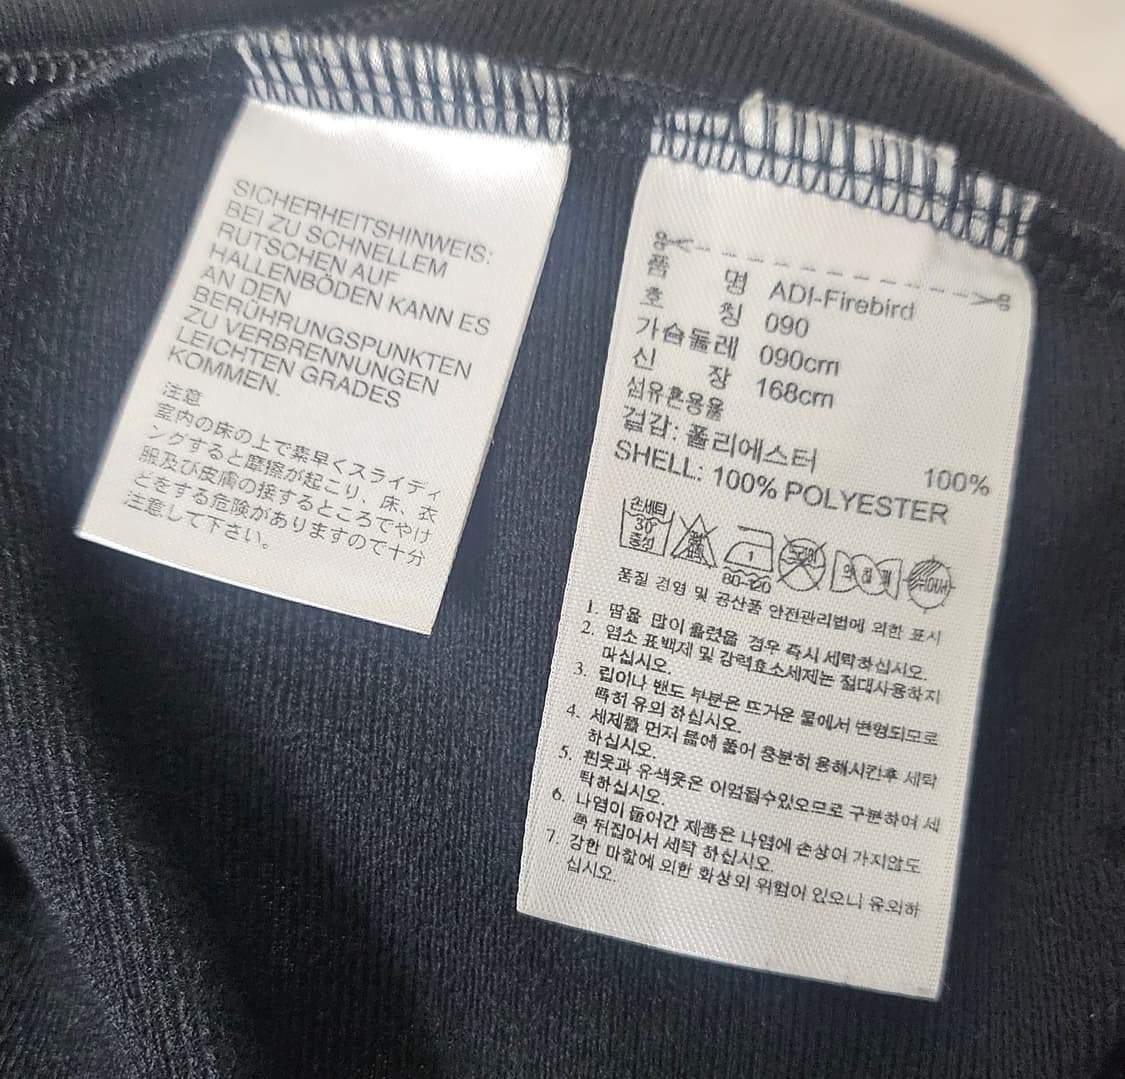 SICHERHEITSHINWEIS:
BEI ZU SCHNELLEM
RUTSCHEN AUF
HALLENBÖDEN KANN ES
AN DEN
BERÜHRUNGSPUNKTEN
ZU VERBRENNUNGEN
LEICHTEN GRADES
KOMMEN.
注意
室内の床の上で素早くスライディ
ングすると摩擦が起こり、床、衣
服及び皮膚の接するところでやけ
どをする危険がありますので十分
注意して下さい。
품 명 ADI-Firebird
호 칭 090
가슴둘레 090cm
신 장 168cm
섬유혼용율
겉감: 폴리에스터 100%
SHELL: 100% POLYESTER
손세탁
30
중성
1
80-120
품질 경영 및 공산품 안전관리법에 의한 표시
1. 땀을 많이 흘렸을 경우 즉시 세탁하십시오.
2. 염소 표백제 및 강력효소세제는 절대사용하지
마십시오.
3. 립이나 밴드 부분은 뜨거운 물에서 변형되므로
특히 유의 하십시오.
4. 세제를 먼저 물에 풀어 충분히 용해시킨후 세탁
하십시오.
5. 흰옷과 유색옷은 이염될수있으므로 구분하여 세
탁하십시오.
6. 나염이 들어간 제품은 나염에 손상이 가지않도
록 뒤집어서 세탁 하십시오.
7. 강한 마찰에 의한 화상의 위험이 있으니 유의하
십시오.